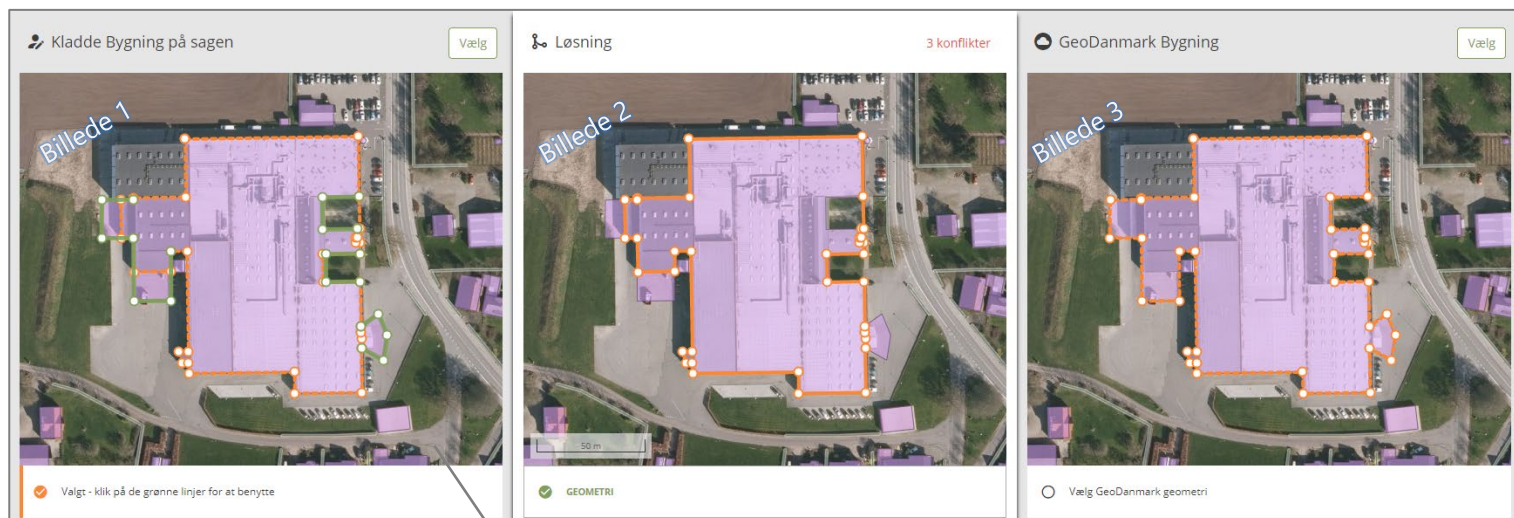 Kladde Bygning på sagen
Vælg
Løsning
3 konflikter
GeoDanmark Bygning
Vælg
Billede 1
Billede 2
Billede 3
50 m
Valgt - klik på de grønne linjer for at benytte
GEOMETRI
Vælg GeoDanmark geometri